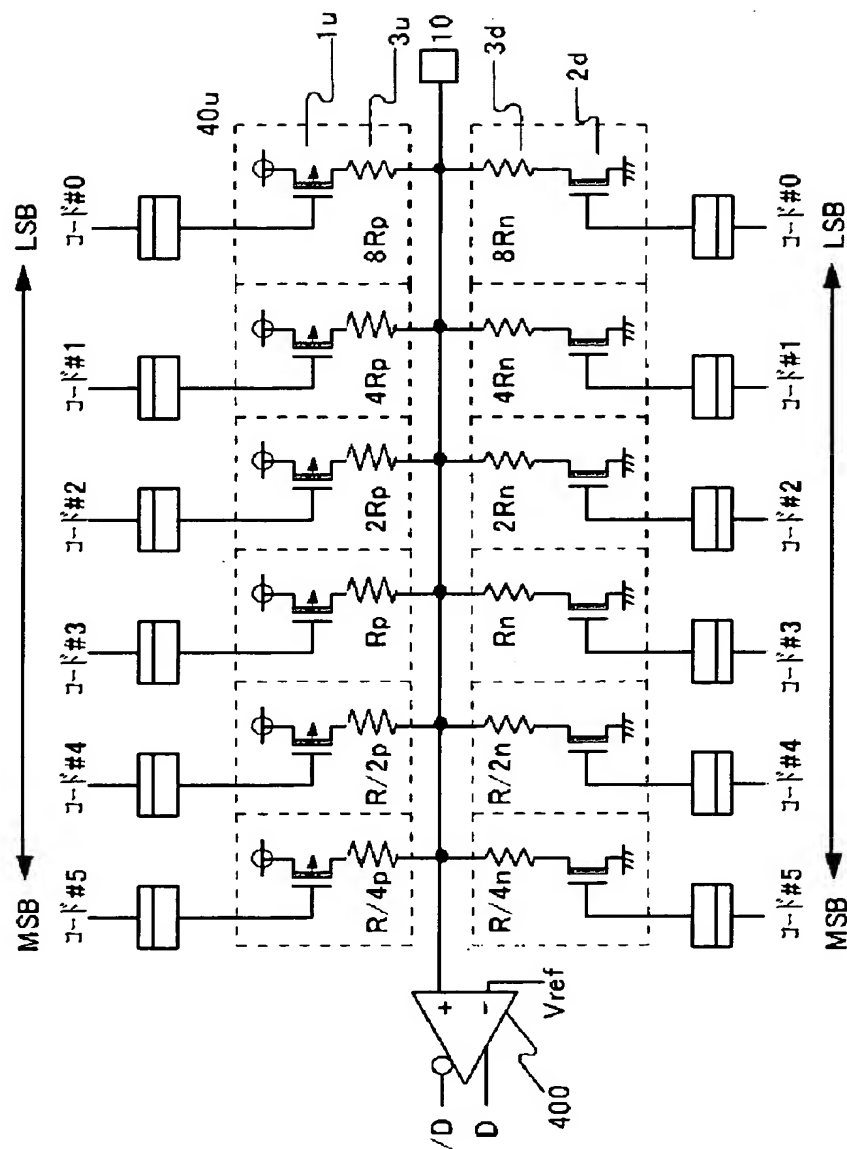 MSB LSB
コード#5 コード#4 コード#3 コード#2 コード#1 コード#0
40u
1u
3u
R/4p R/2p Rp 2Rp 4Rp 8Rp
10
/D
D
+
-
Vref
400
3d
R/4n R/2n Rn 2Rn 4Rn 8Rn
2d
コード#5 コード#4 コード#3 コード#2 コード#1 コード#0
MSB LSB